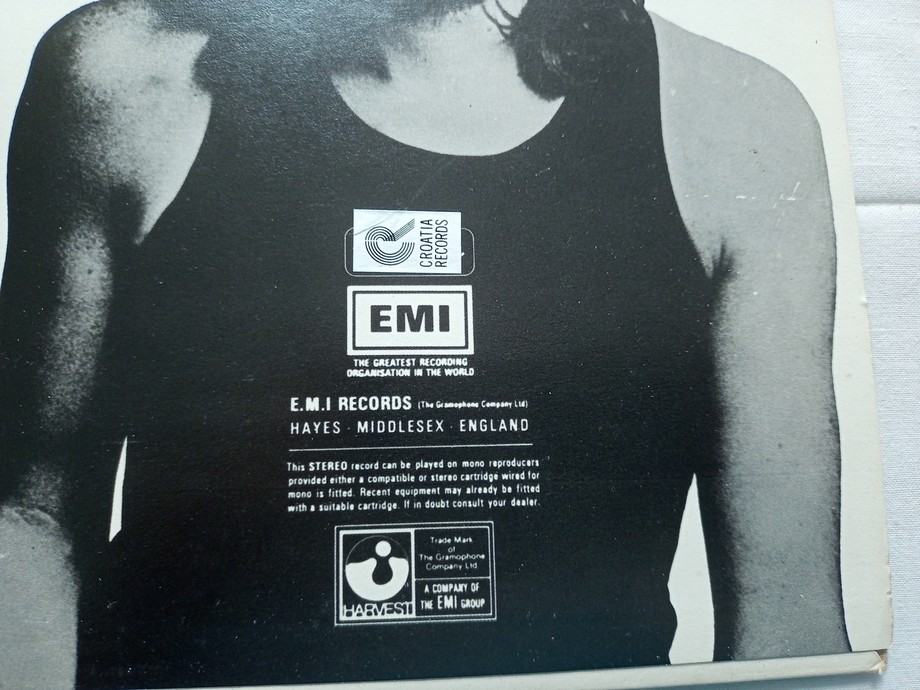 CROATIA
RECORDS
EMI
THE GREATEST RECORDING
ORGANISATION IN THE WORLD
E.M.I RECORDS (The Gramophone Company Ltd)
HAYES · MIDDLESEX · ENGLAND
This STEREO record can be played on mono reproducers
provided either a compatible or stereo cartridge wired for
mono is fitted. Recent equipment may already be fitted
with a suitable cartridge. If in doubt consult your dealer.
HARVEST
Trade Mark
of
The Gramophone
Company Ltd
A COMPANY OF
THE EMI GROUP